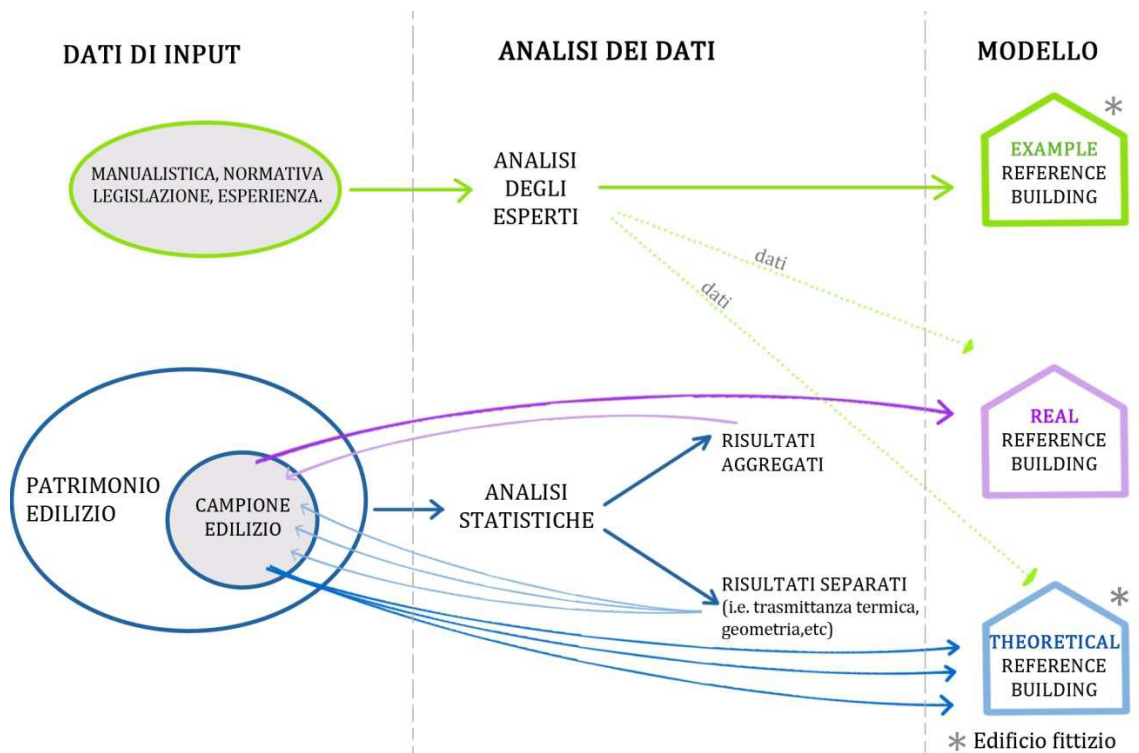 DATI DI INPUT
ANALISI DEI DATI
MODELLO
MANUALISTICA, NORMATIVA
LEGISLAZIONE, ESPERIENZA.
ANALISI
DEGLI
ESPERTI
*
EXAMPLE
REFERENCE
BUILDING
dati
dati
PATRIMONIO
EDILIZIO
CAMPIONE
EDILIZIO
ANALISI
STATISTICHE
RISULTATI
AGGREGATI
REAL
REFERENCE
BUILDING
RISULTATI SEPARATI
(i.e. trasmittanza termica,
geometria,etc)
*
THEORETICAL
REFERENCE
BUILDING
* Edificio fittizio